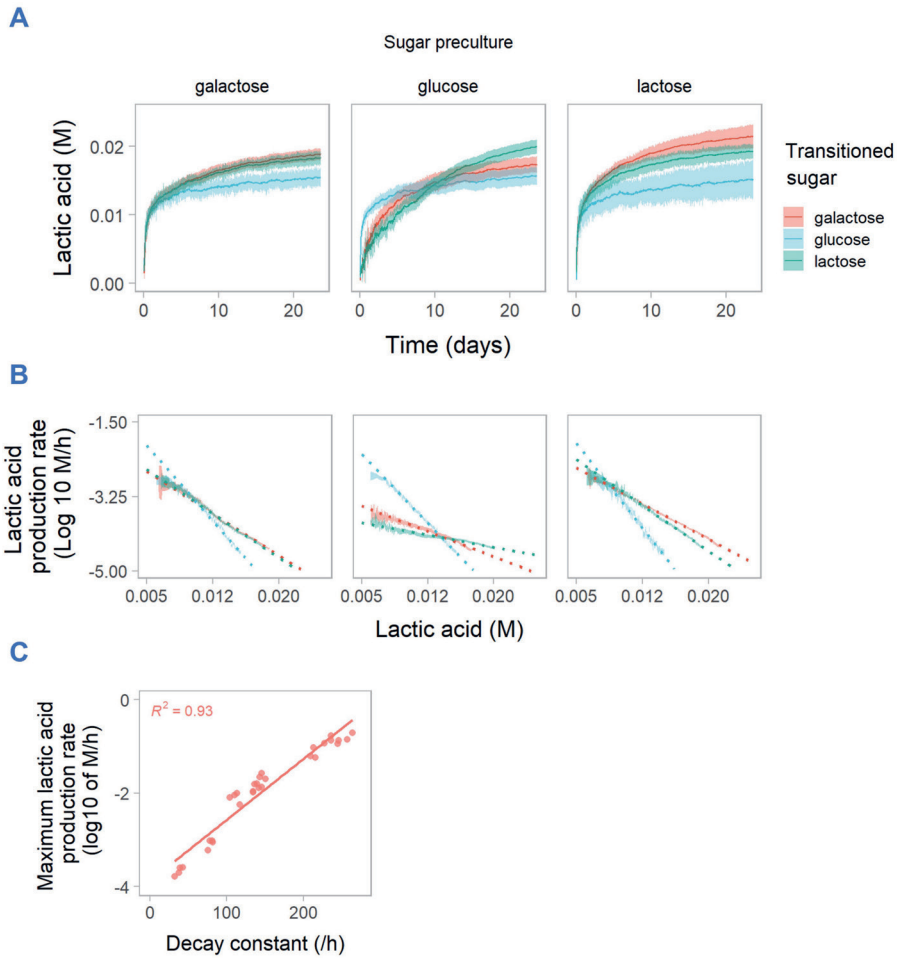 A
Sugar preculture
galactose
glucose
lactose
Lactic acid (M)
0.02
0.01
0.00
0 10 20
0 10 20
0 10 20
Time (days)
Transitioned
sugar
galactose
glucose
lactose
B
Lactic acid
production rate
(Log 10 M/h)
-1.50
-3.25
-5.00
0.005 0.012 0.020
0.005 0.012 0.020
0.005 0.012 0.020
Lactic acid (M)
C
Maximum lactic acid
production rate
(log10 of M/h)
0
-2
-4
R² = 0.93
0 100 200
Decay constant (/h)